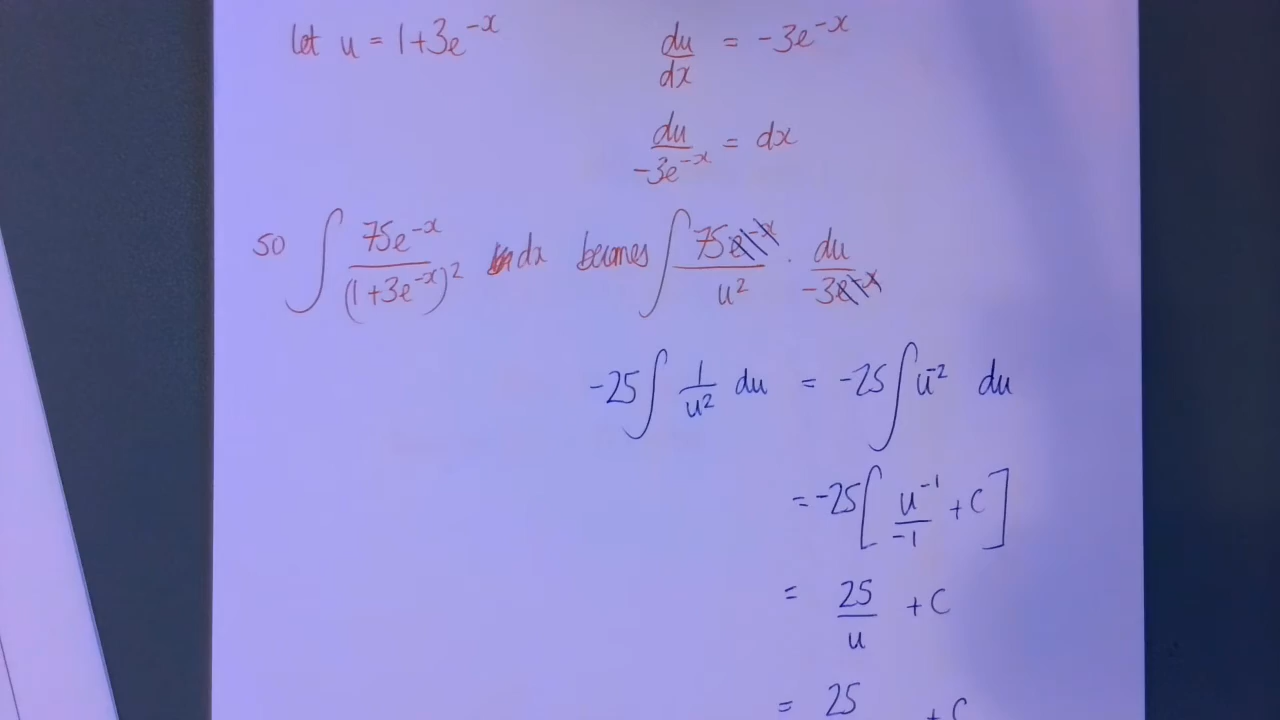 let u = 1+3e^{-x}    du/dx = -3e^{-x}
du/-3e^{-x} = dx
so ∫ 75e^{-x}/(1+3e^{-x})^2 dx becomes ∫ 75e^{-x}/u^2 . du/-3e^{-x}
-25 ∫ 1/u^2 du = -25 ∫ u^{-2} du
= -25 [ u^{-1}/-1 + C ]
= 25/u + C
= 25 + C